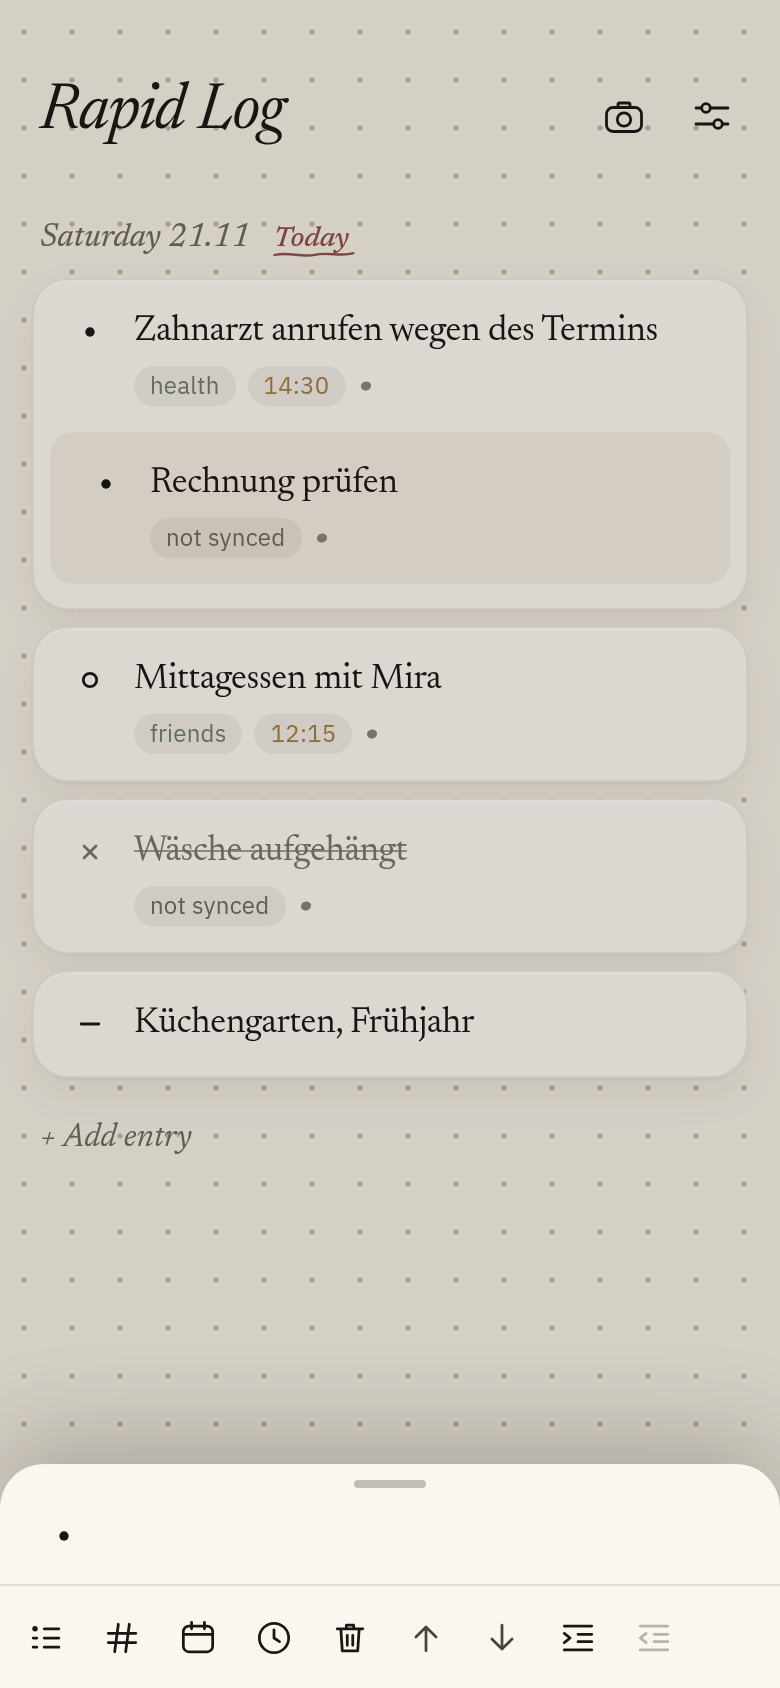 Rapid Log
Saturday 21.11 Today
Zahnarzt anrufen wegen des Termins
health 14:30
Rechnung prüfen
not synced
Mittagessen mit Mira
friends 12:15
Wäsche aufgehängt
not synced
Küchengarten, Frühjahr
+ Add entry